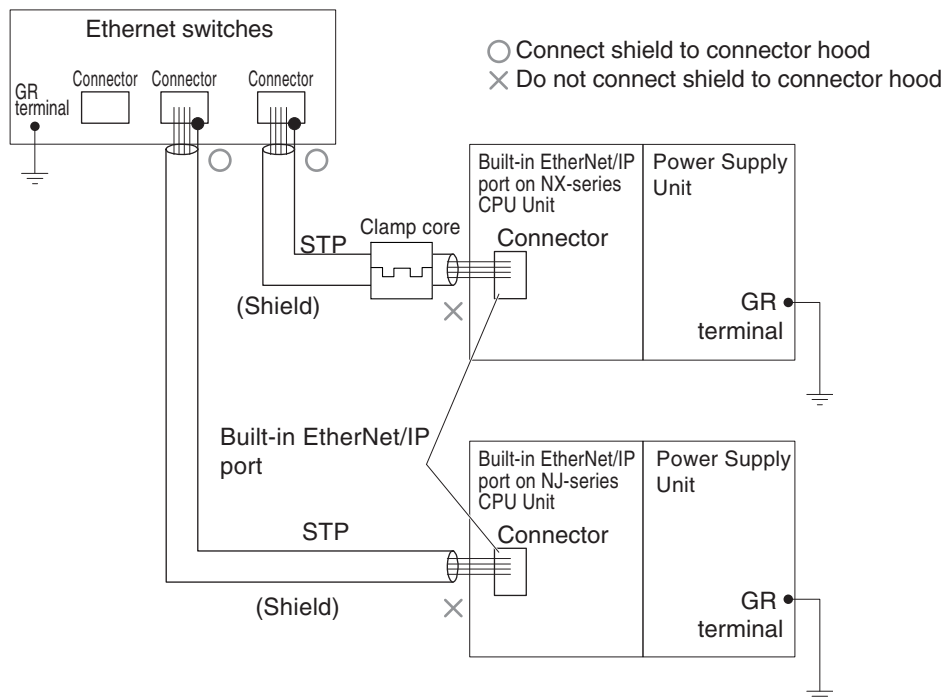 Ethernet switches
Connect shield to connector hood
Do not connect shield to connector hood
Connector
Connector
Connector
GR
terminal
Built-in EtherNet/IP
port on NX-series
CPU Unit
Power Supply
Unit
Clamp core
Connector
STP
(Shield)
GR
terminal
Built-in EtherNet/IP
port
Built-in EtherNet/IP
port on NJ-series
CPU Unit
Power Supply
Unit
Connector
STP
(Shield)
GR
terminal